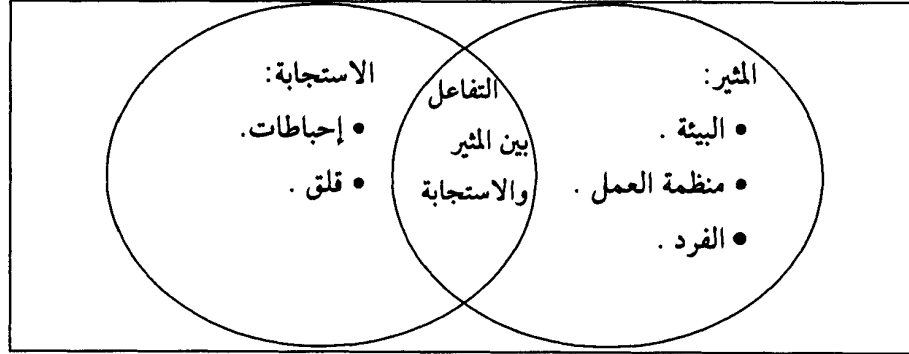 المثير:
• البيئة .
• منظمة العمل .
• الفرد .
التفاعل
بين المثير
والاستجابة
الاستجابة:
• إحباطات.
• قلق .